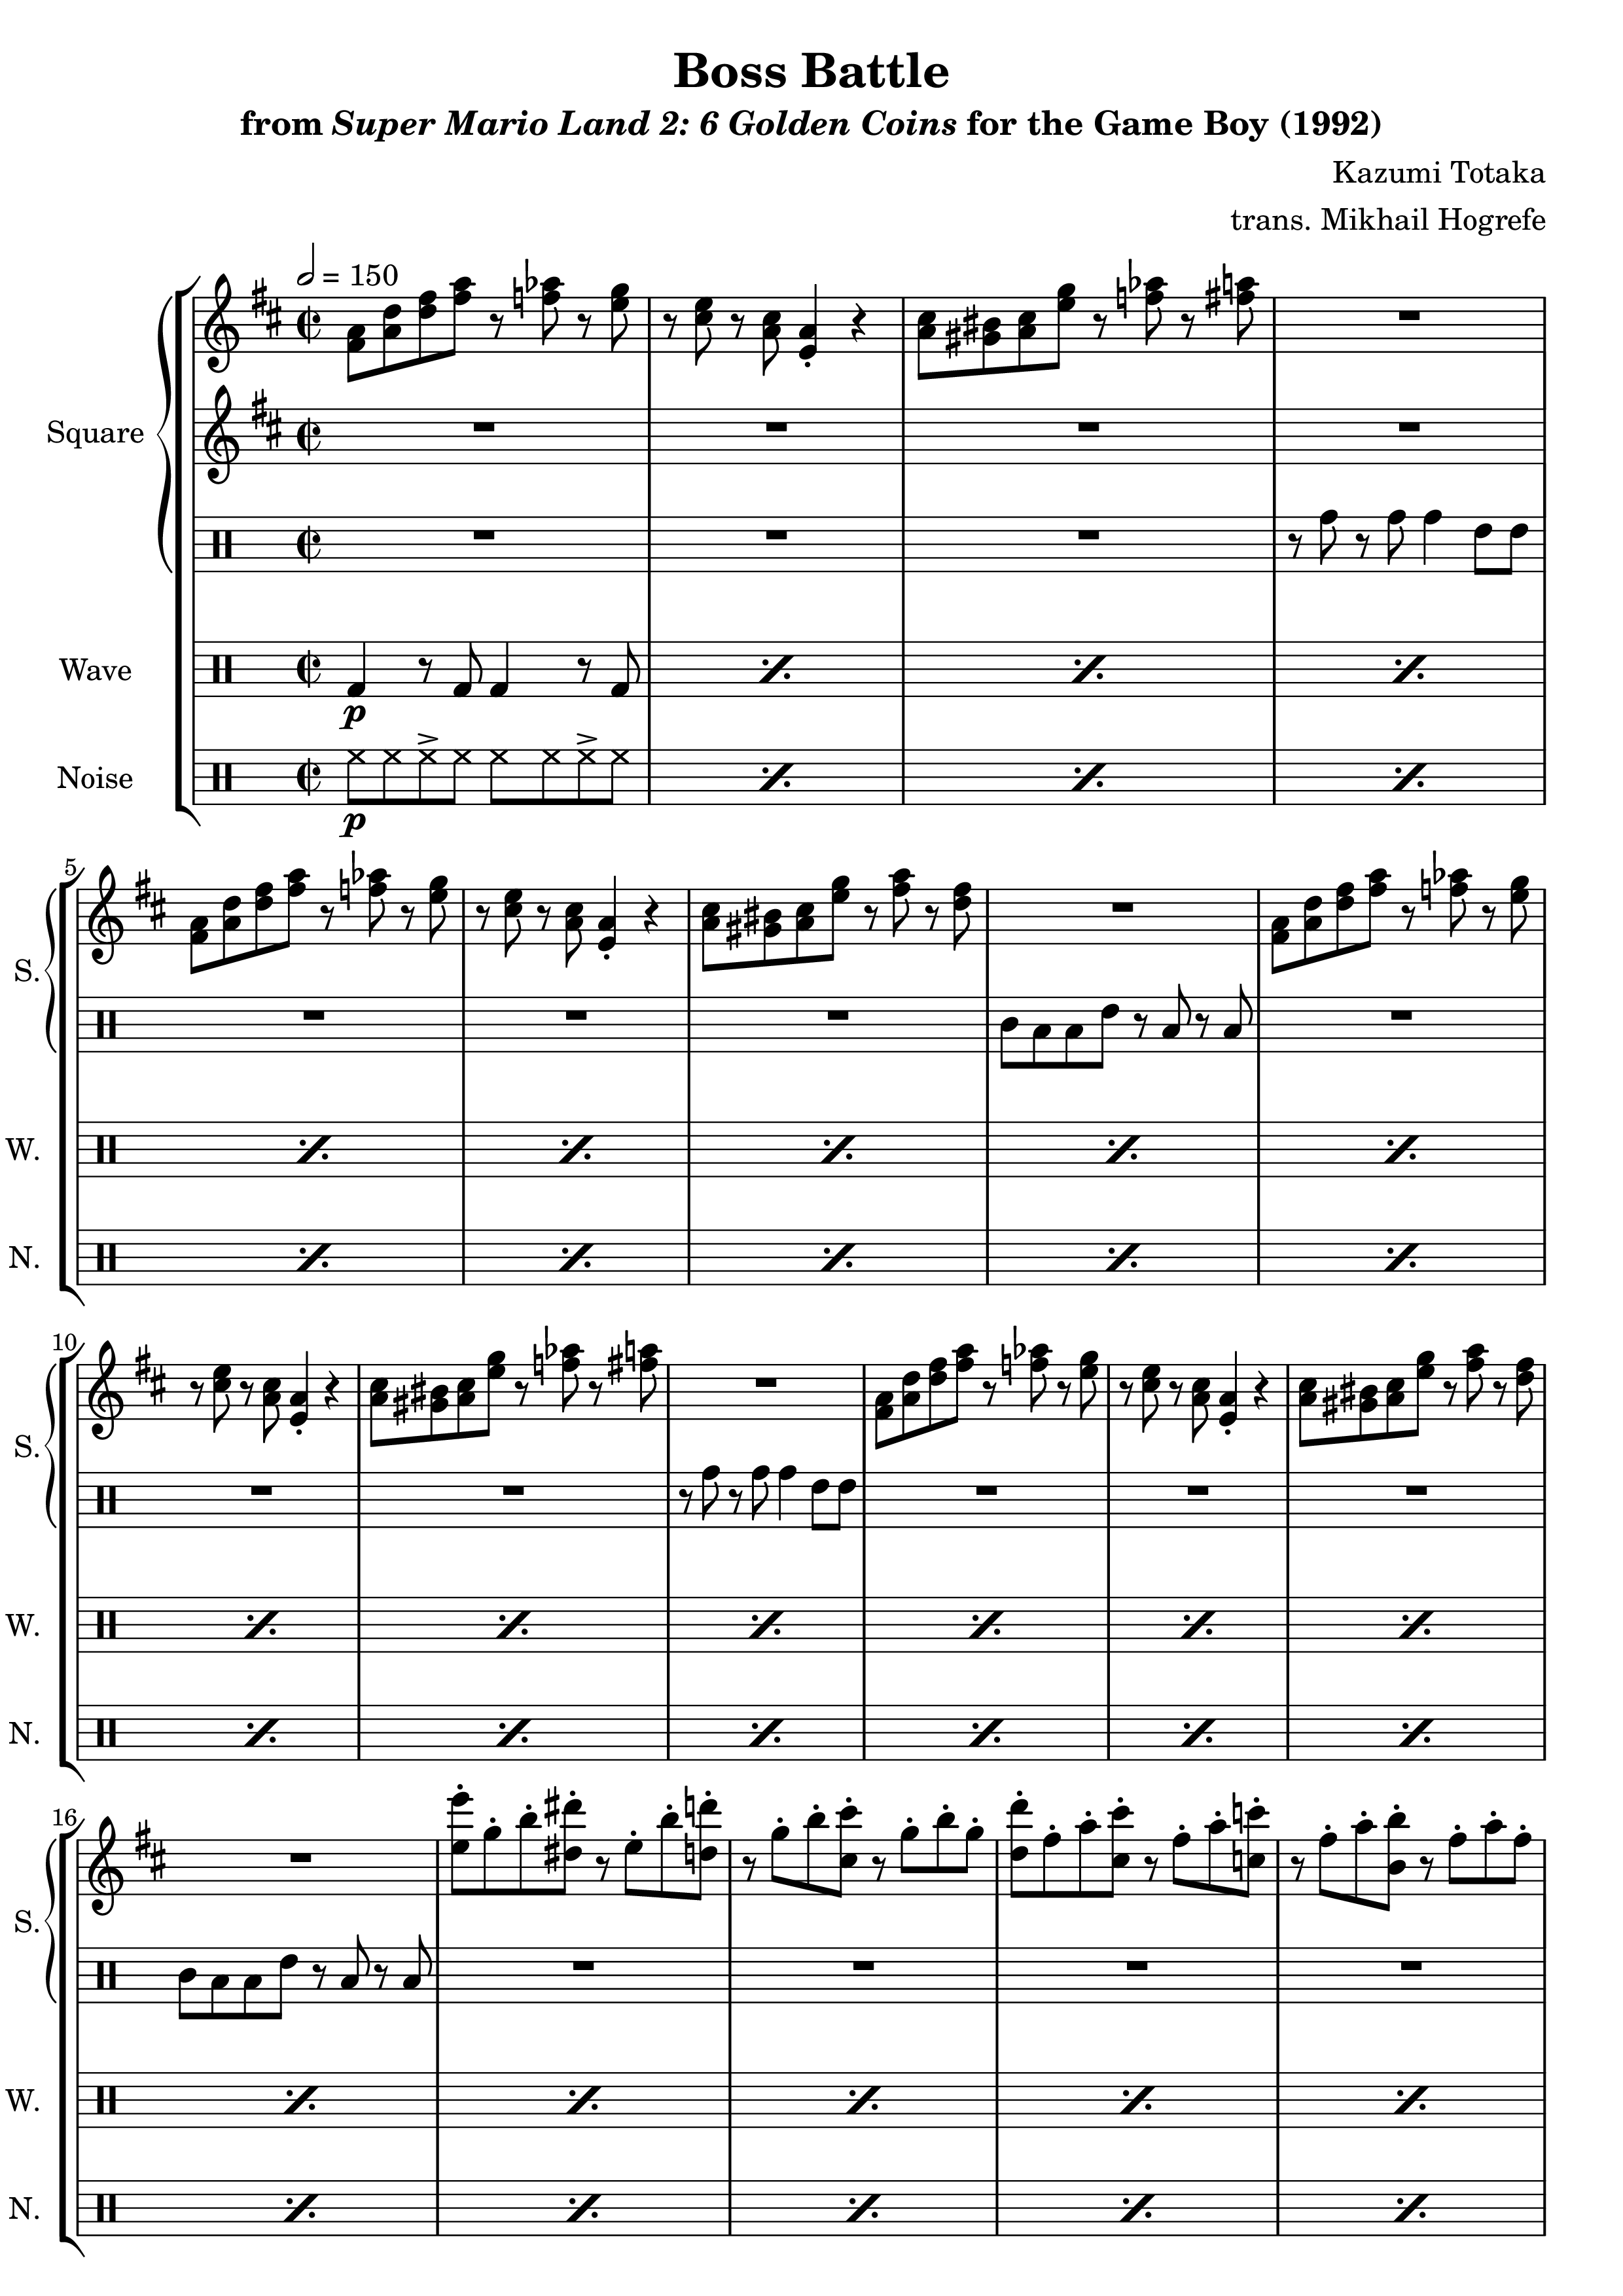 Boss Battle
from Super Mario Land 2: 6 Golden Coins for the Game Boy (1992)
Kazumi Totaka
trans. Mikhail Hogrefe
= 150
Square
Wave
p
Noise
p
5
S.
W.
N.
10
S.
W.
N.
16
S.
W.
N.